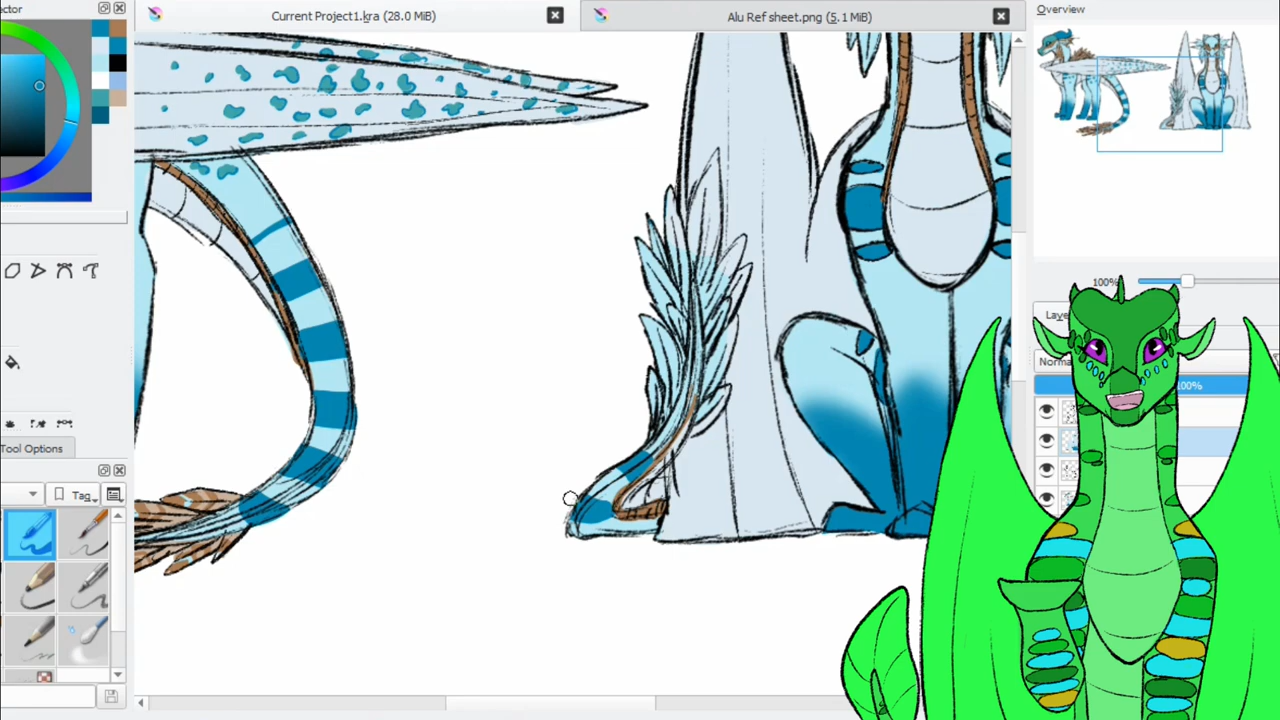 ector
Current Project1.kra (28.0 MiB)
Alu Ref sheet.png (5.1 MiB)
Overview
100%
Laye
Norma
100%
Tool Options
Tag